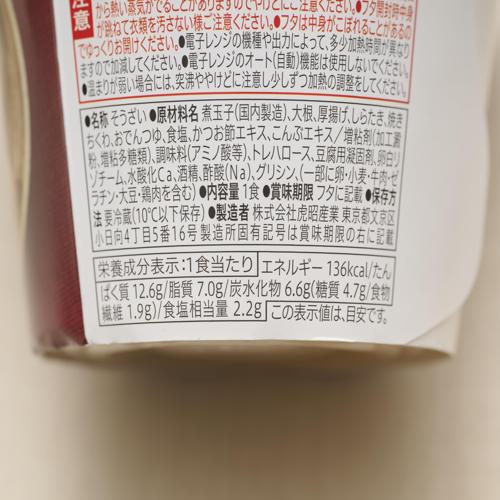 注意
から熱い蒸気がでることがありますのでやけどにご注意ください。●フタ開封時中身
が跳ねて衣類を汚さない様ご注意ください。●フタは中身がこぼれることがあるの
でゆっくりお開けください。●電子レンジの機種や出力によって、多少加熱時間が異なり
ますので加減してください。●電子レンジのオート(自動)機能は使用しないでください。
●温まりが弱い場合には、突沸ややけどに注意し少しずつ加熱の調整をしてください。
●名称 そうざい ●原材料名 煮玉子(国内製造)、大根、厚揚げ、しらたき、焼き
ちくわ、おでんつゆ、食塩、かつお節エキス、こんぶエキス/増粘剤(加工澱
粉、増粘多糖類)、調味料(アミノ酸等)、トレハロース、豆腐用凝固剤、卵白リ
ゾチーム、水酸化Ca、酒精、酢酸(Na)、グリシン、(一部に卵・小麦・牛肉・ゼ
ラチン・大豆・鶏肉を含む) ●内容量 1食 ●賞味期限 フタに記載 ●保存方
法 要冷蔵(10℃以下保存) ●製造者 株式会社虎昭産業 東京都文京区
小日向4丁目5番16号 製造所固有記号は賞味期限の右に記載
栄養成分表示:1食当たり エネルギー 136kcal/たん
ぱく質 12.6g/脂質 7.0g/炭水化物 6.6g(糖質 4.7g/食物
繊維 1.9g)/食塩相当量 2.2g この表示値は、目安です。